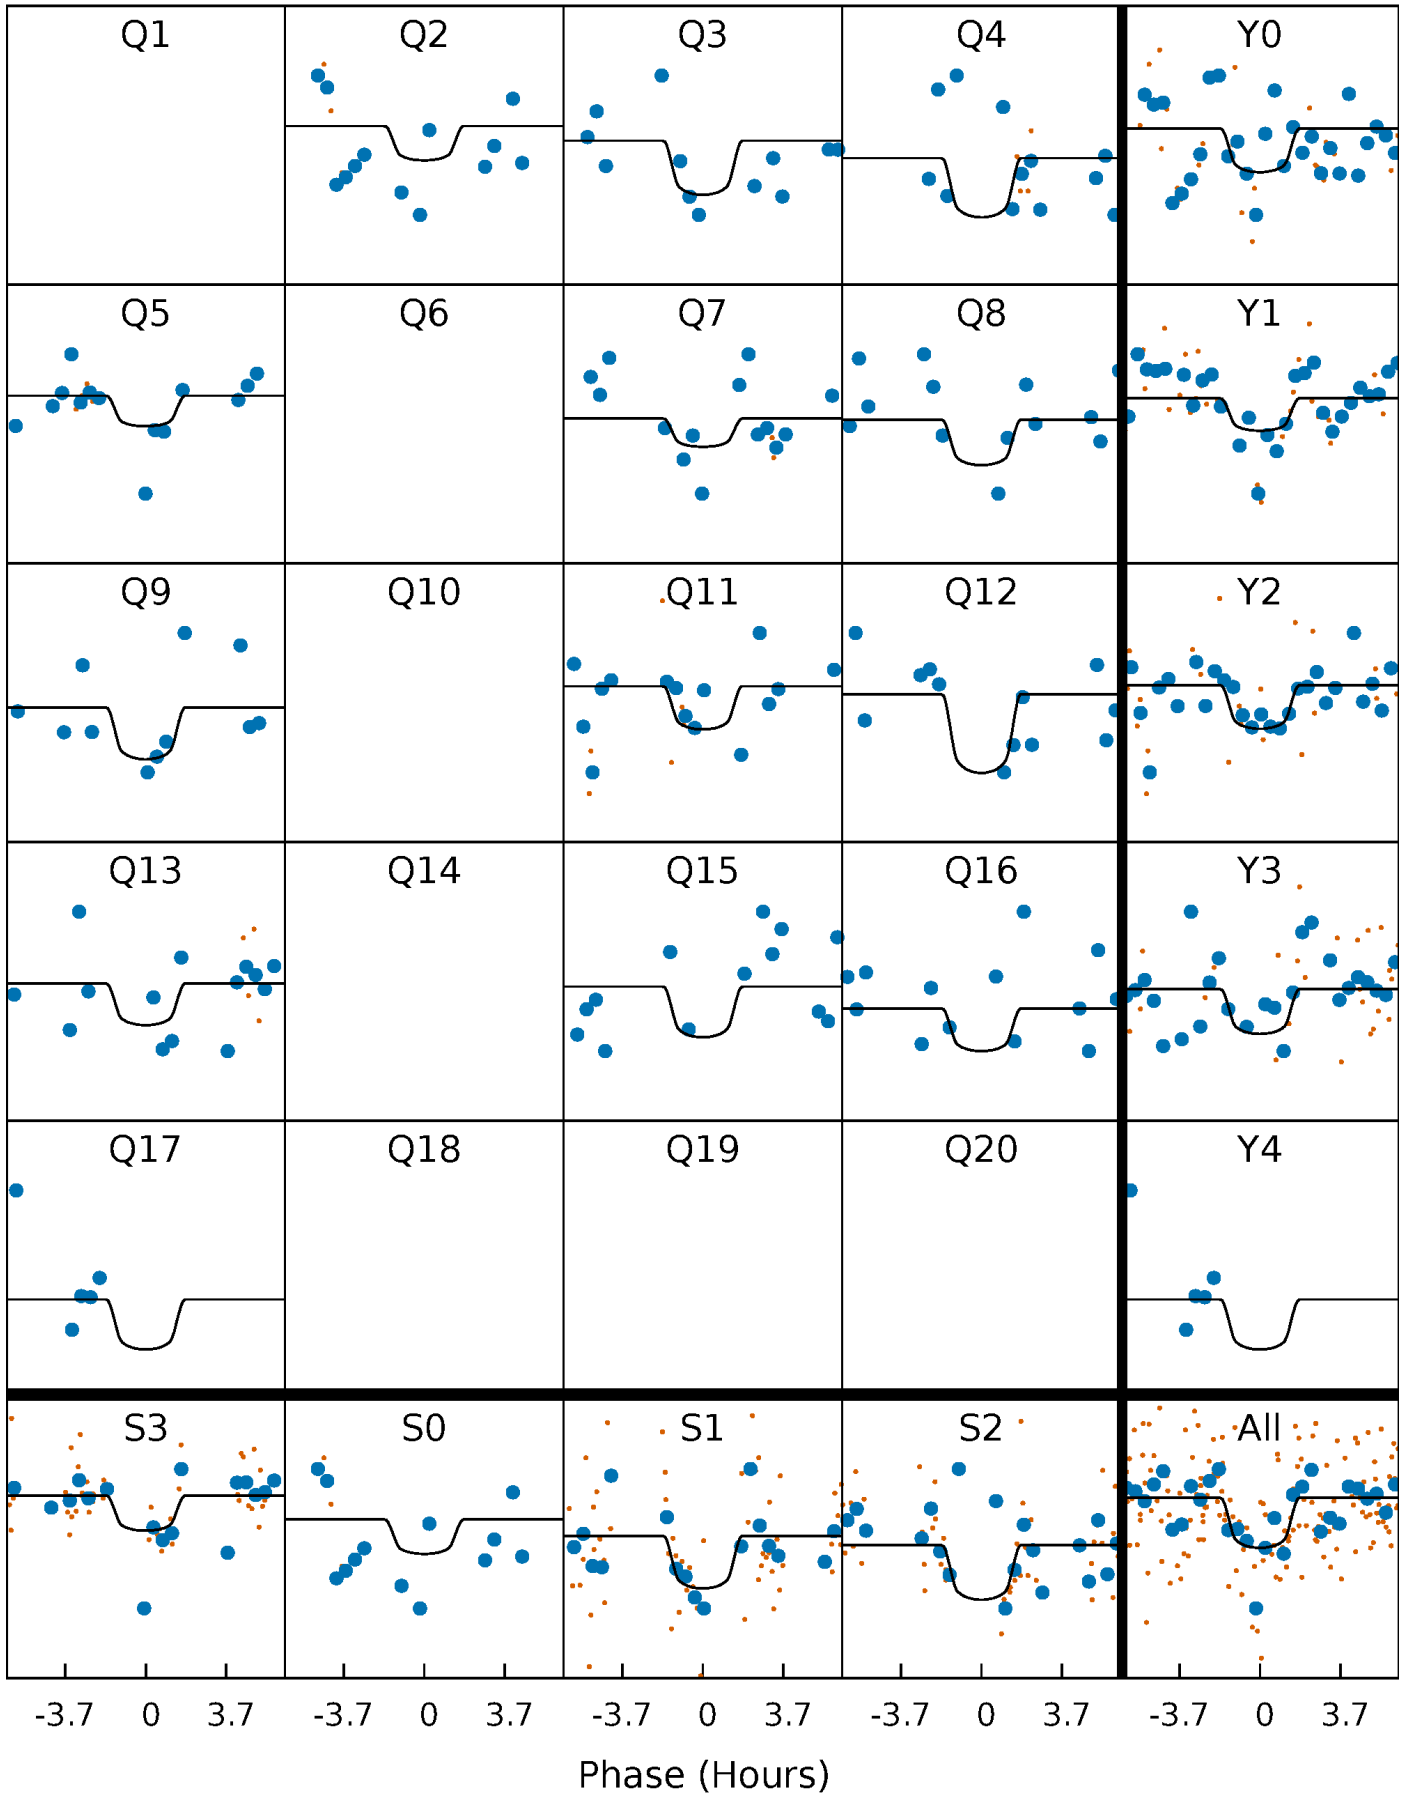 Q1 Q2 Q3 Q4 Y0
Q5 Q6 Q7 Q8 Y1
Q9 Q10 Q11 Q12 Y2
Q13 Q14 Q15 Q16 Y3
Q17 Q18 Q19 Q20 Y4
S3 S0 S1 S2 All
-3.7 0 3.7 -3.7 0 3.7 -3.7 0 3.7 -3.7 0 3.7 -3.7 0 3.7
Phase (Hours)